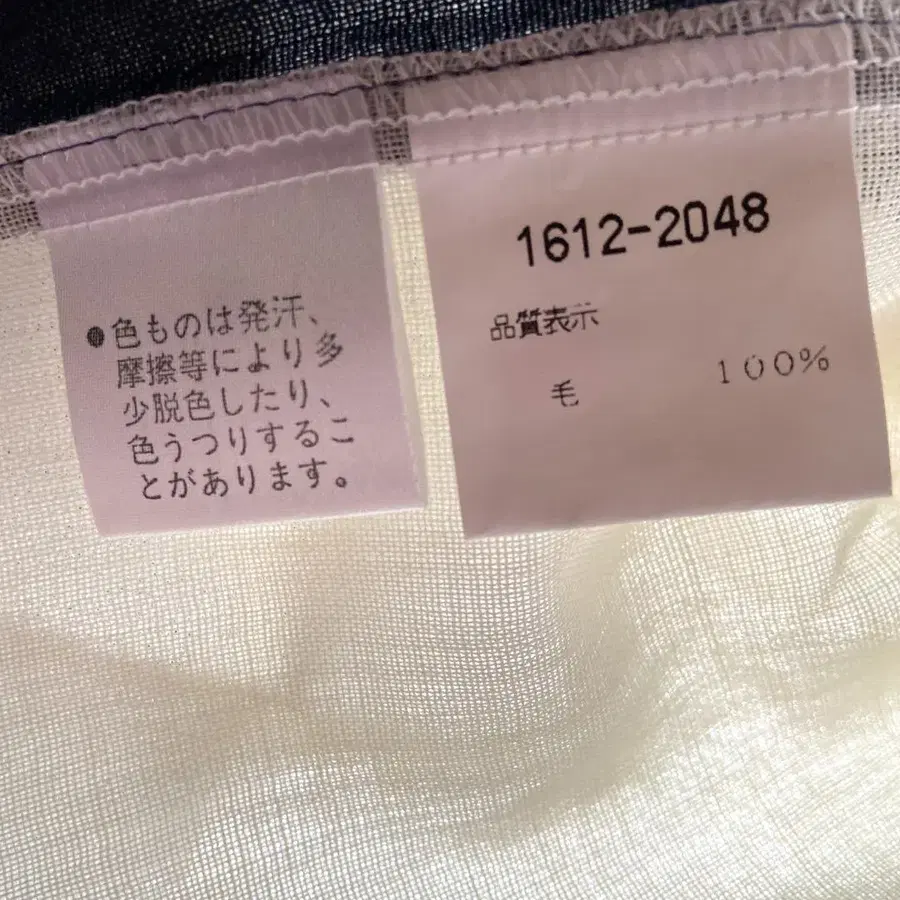 ●色ものは発汗、
摩擦等により多
少脱色したり、
色うつりするこ
とがあります。
1612-2048
品質表示
毛 100%